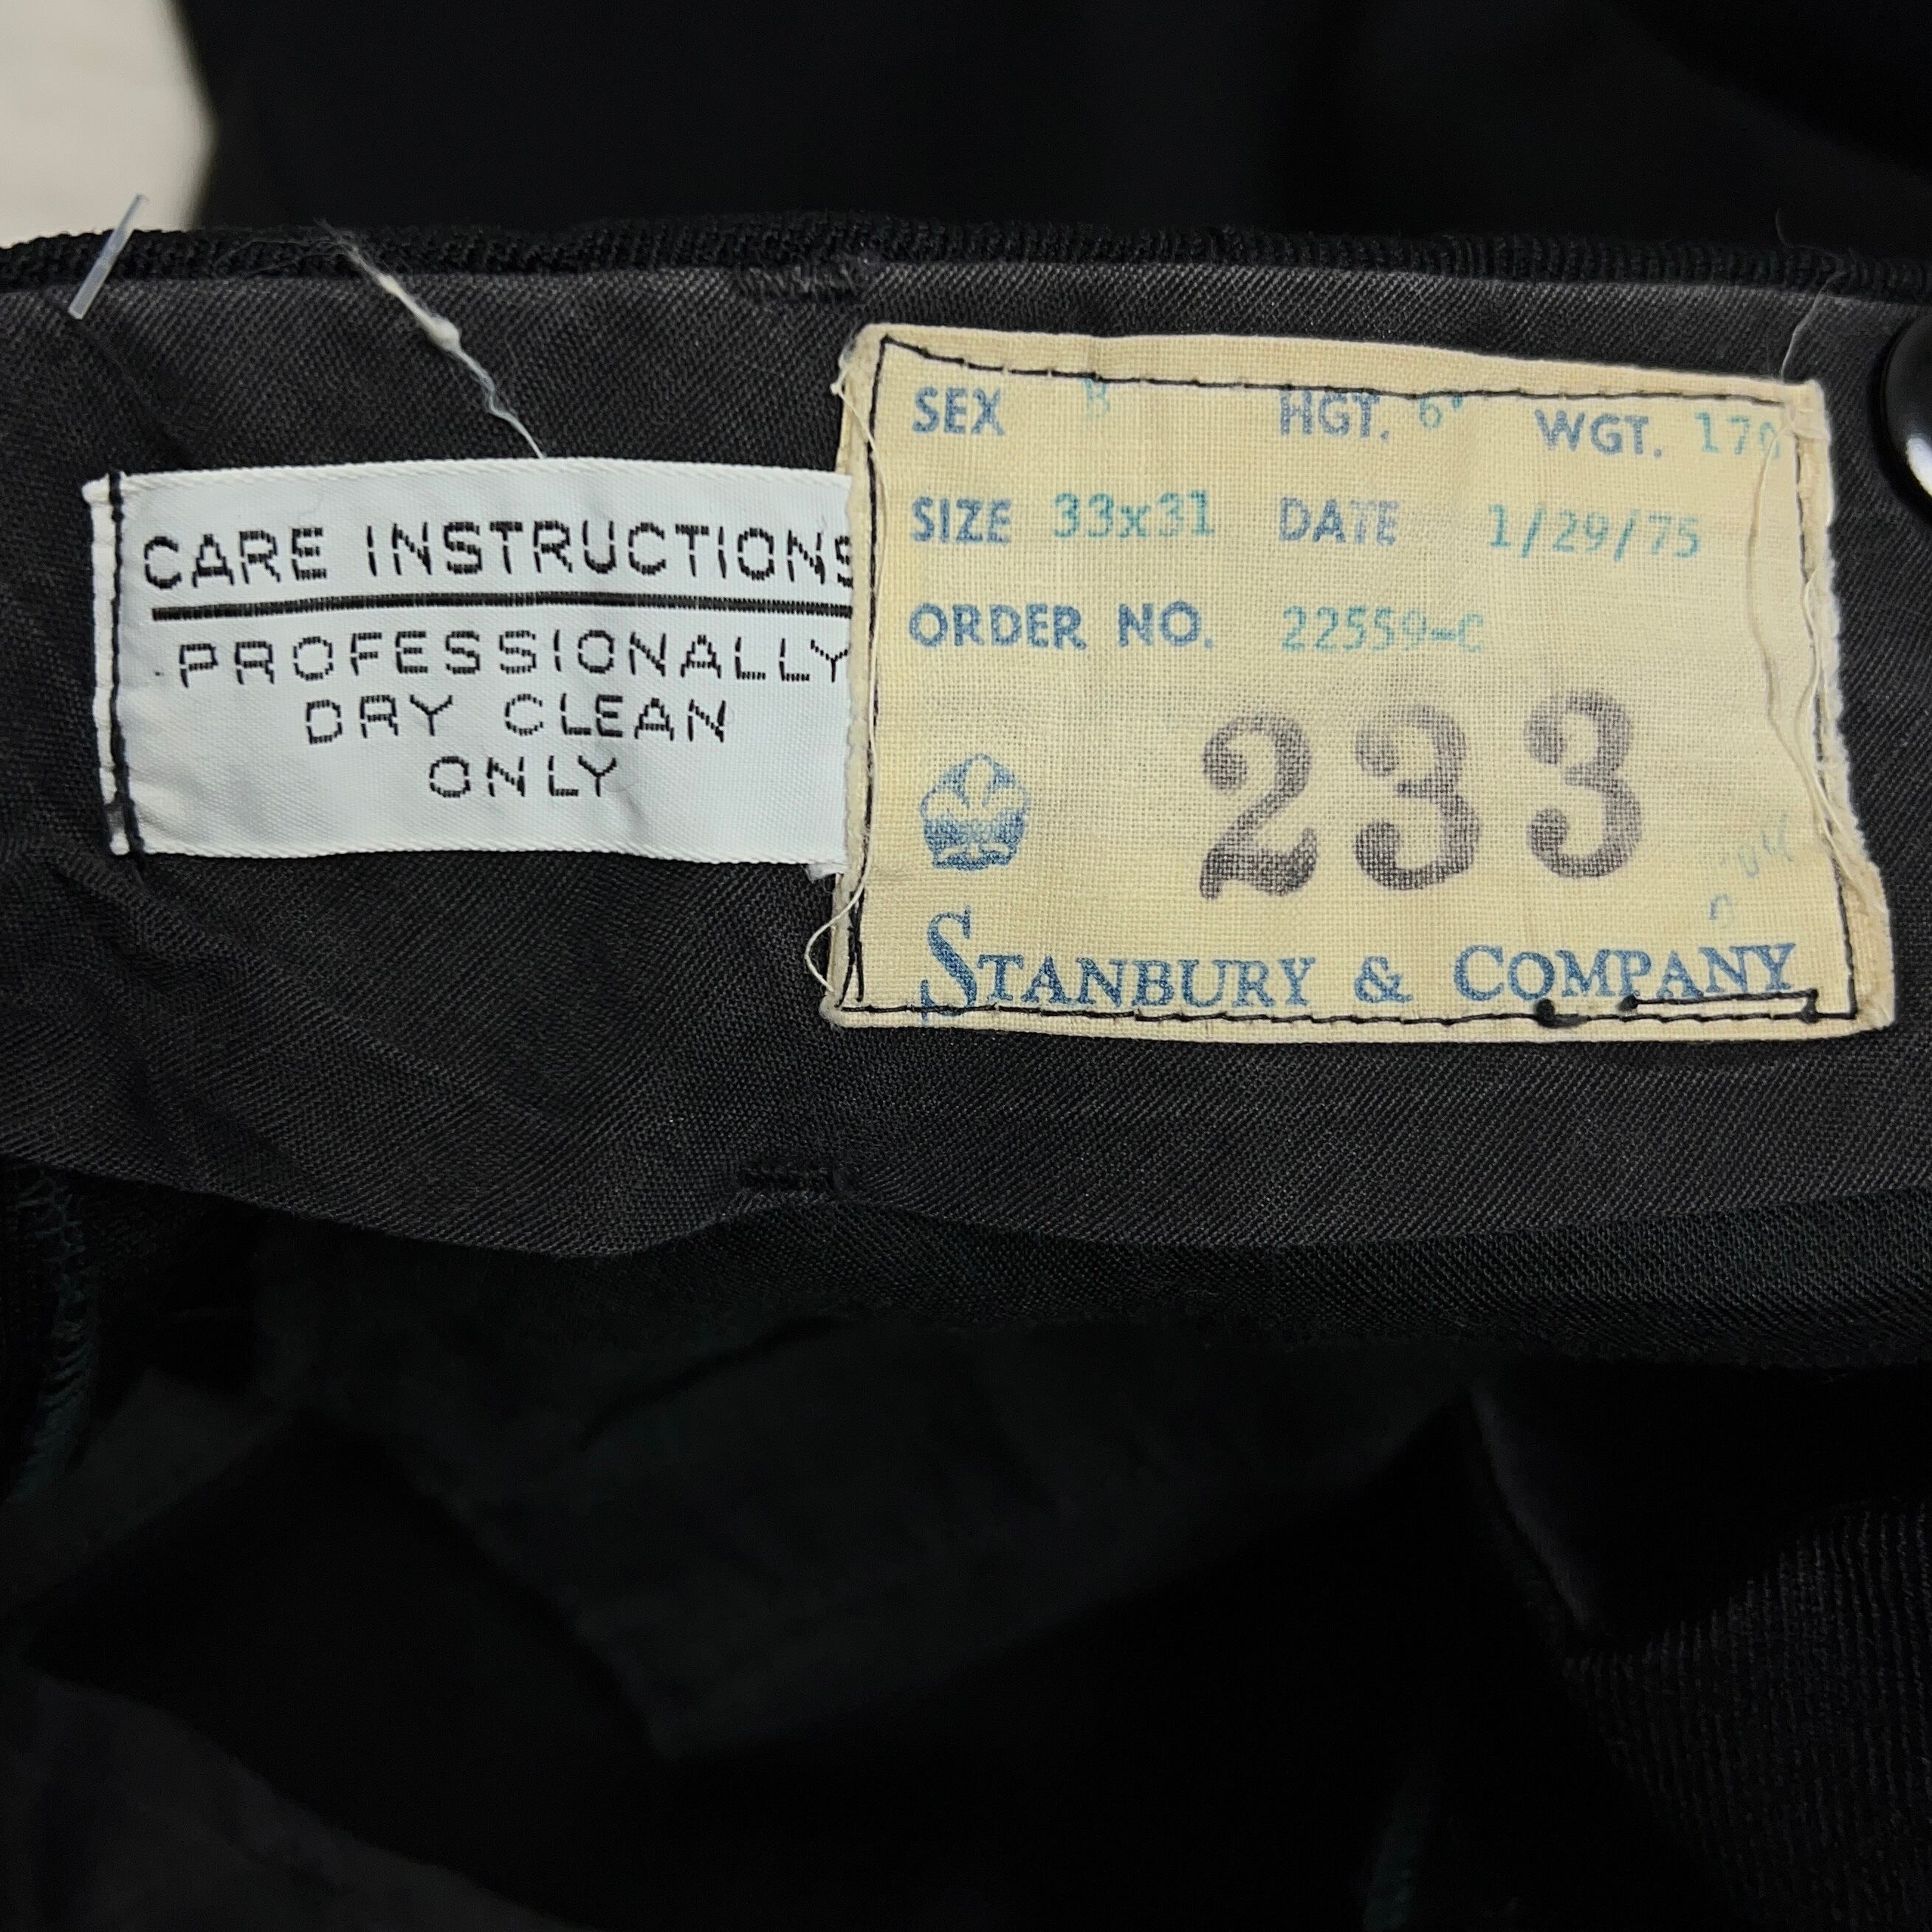 CARE INSTRUCTIONS
PROFESSIONALLY
DRY CLEAN
ONLY
SEX B HGT. 6' WGT. 170
SIZE 33x31 DATE 1/29/75
ORDER NO. 22559-C
233
STANBURY & COMPANY